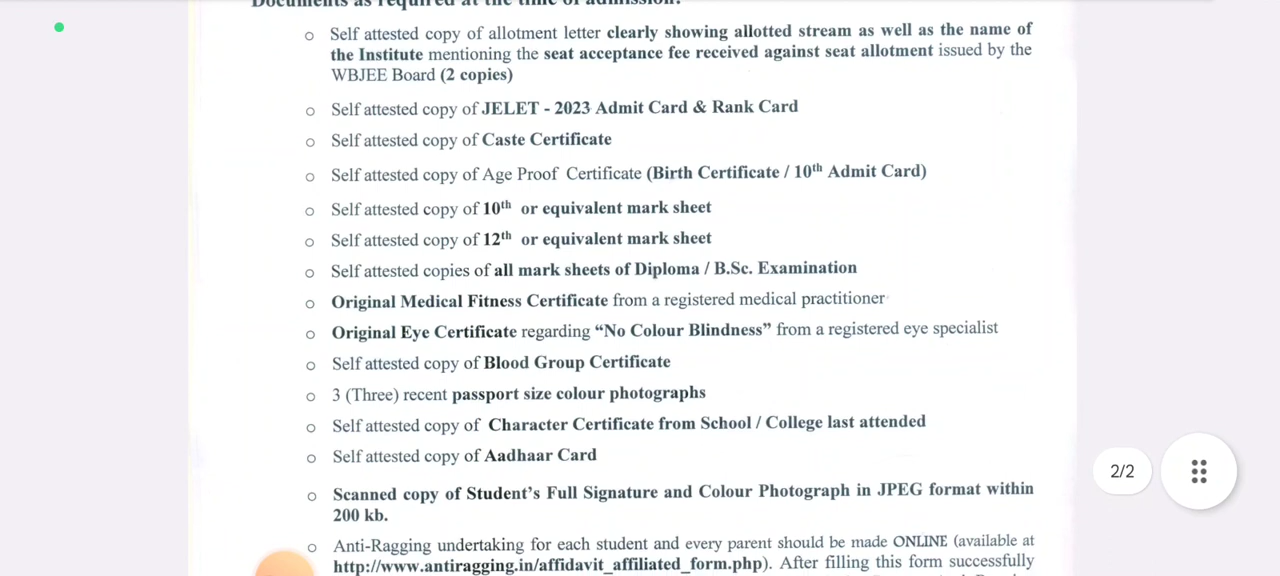 Documents as required at the time of admission:
o Self attested copy of allotment letter clearly showing allotted stream as well as the name of
the Institute mentioning the seat acceptance fee received against seat allotment issued by the
WBJEE Board (2 copies)
o Self attested copy of JELET - 2023 Admit Card & Rank Card
o Self attested copy of Caste Certificate
o Self attested copy of Age Proof Certificate (Birth Certificate / 10th Admit Card)
o Self attested copy of 10th or equivalent mark sheet
o Self attested copy of 12th or equivalent mark sheet
o Self attested copies of all mark sheets of Diploma / B.Sc. Examination
o Original Medical Fitness Certificate from a registered medical practitioner
o Original Eye Certificate regarding “No Colour Blindness” from a registered eye specialist
o Self attested copy of Blood Group Certificate
o 3 (Three) recent passport size colour photographs
o Self attested copy of Character Certificate from School / College last attended
o Self attested copy of Aadhaar Card
2/2
o Scanned copy of Student’s Full Signature and Colour Photograph in JPEG format within
200 kb.
o Anti-Ragging undertaking for each student and every parent should be made ONLINE (available at
http://www.antiragging.in/affidavit_affiliated_form.php). After filling this form successfully